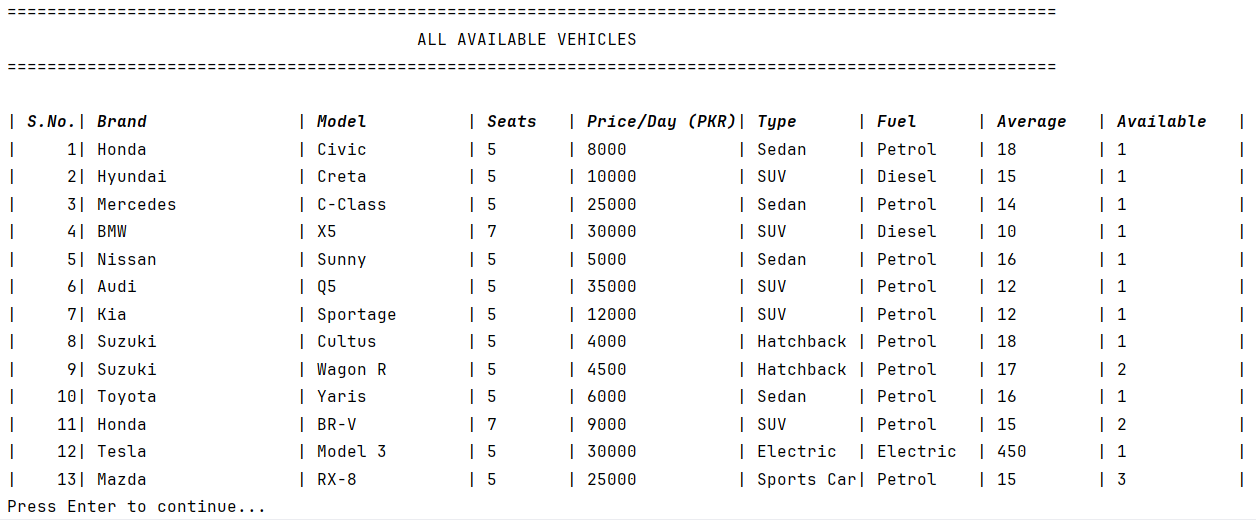 =========================================================================================================
                                         ALL AVAILABLE VEHICLES
=========================================================================================================

| S.No.| Brand               | Model          | Seats   | Price/Day (PKR)| Type      | Fuel      | Average   | Available   |
|     1| Honda               | Civic          | 5       | 8000           | Sedan     | Petrol    | 18        | 1           |
|     2| Hyundai             | Creta          | 5       | 10000          | SUV       | Diesel    | 15        | 1           |
|     3| Mercedes            | C-Class        | 5       | 25000          | Sedan     | Petrol    | 14        | 1           |
|     4| BMW                 | X5             | 7       | 30000          | SUV       | Diesel    | 10        | 1           |
|     5| Nissan              | Sunny          | 5       | 5000           | Sedan     | Petrol    | 16        | 1           |
|     6| Audi                | Q5             | 5       | 35000          | SUV       | Petrol    | 12        | 1           |
|     7| Kia                 | Sportage       | 5       | 12000          | SUV       | Petrol    | 12        | 1           |
|     8| Suzuki              | Cultus         | 5       | 4000           | Hatchback | Petrol    | 18        | 1           |
|     9| Suzuki              | Wagon R        | 5       | 4500           | Hatchback | Petrol    | 17        | 2           |
|    10| Toyota              | Yaris          | 5       | 6000           | Sedan     | Petrol    | 16        | 1           |
|    11| Honda               | BR-V           | 7       | 9000           | SUV       | Petrol    | 15        | 2           |
|    12| Tesla               | Model 3        | 5       | 30000          | Electric  | Electric  | 450       | 1           |
|    13| Mazda               | RX-8           | 5       | 25000          | Sports Car| Petrol    | 15        | 3           |
Press Enter to continue...